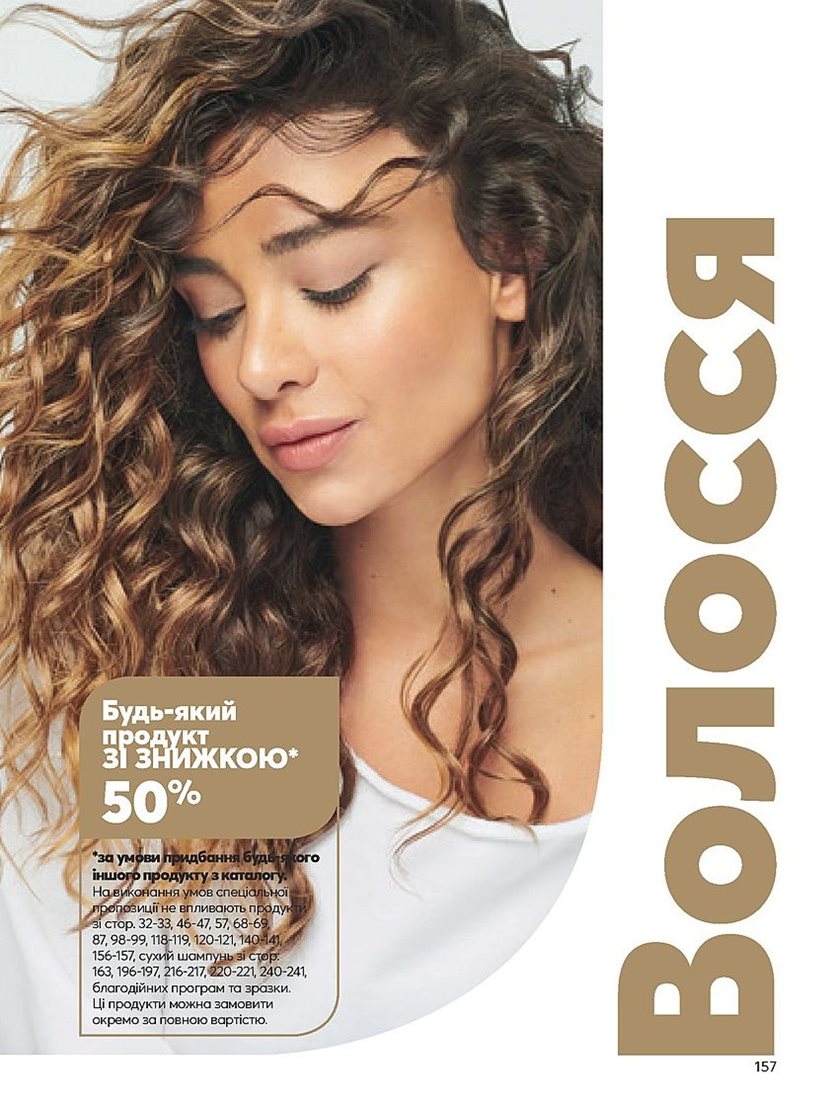 Волосся
Будь-який
продукт
ЗІ ЗНИЖКОЮ*
50%
*за умови придбання будь-якого
іншого продукту з каталогу.
На виконання умов спеціальної
пропозиції не впливають продукти
зі стор. 32-33, 46-47, 57, 68-69,
87, 98-99, 118-119, 120-121, 140-141,
156-157, сухий шампунь зі стор.
163, 196-197, 216-217, 220-221, 240-241,
благодійних програм та зразки.
Ці продукти можна замовити
окремо за повною вартістю.
157